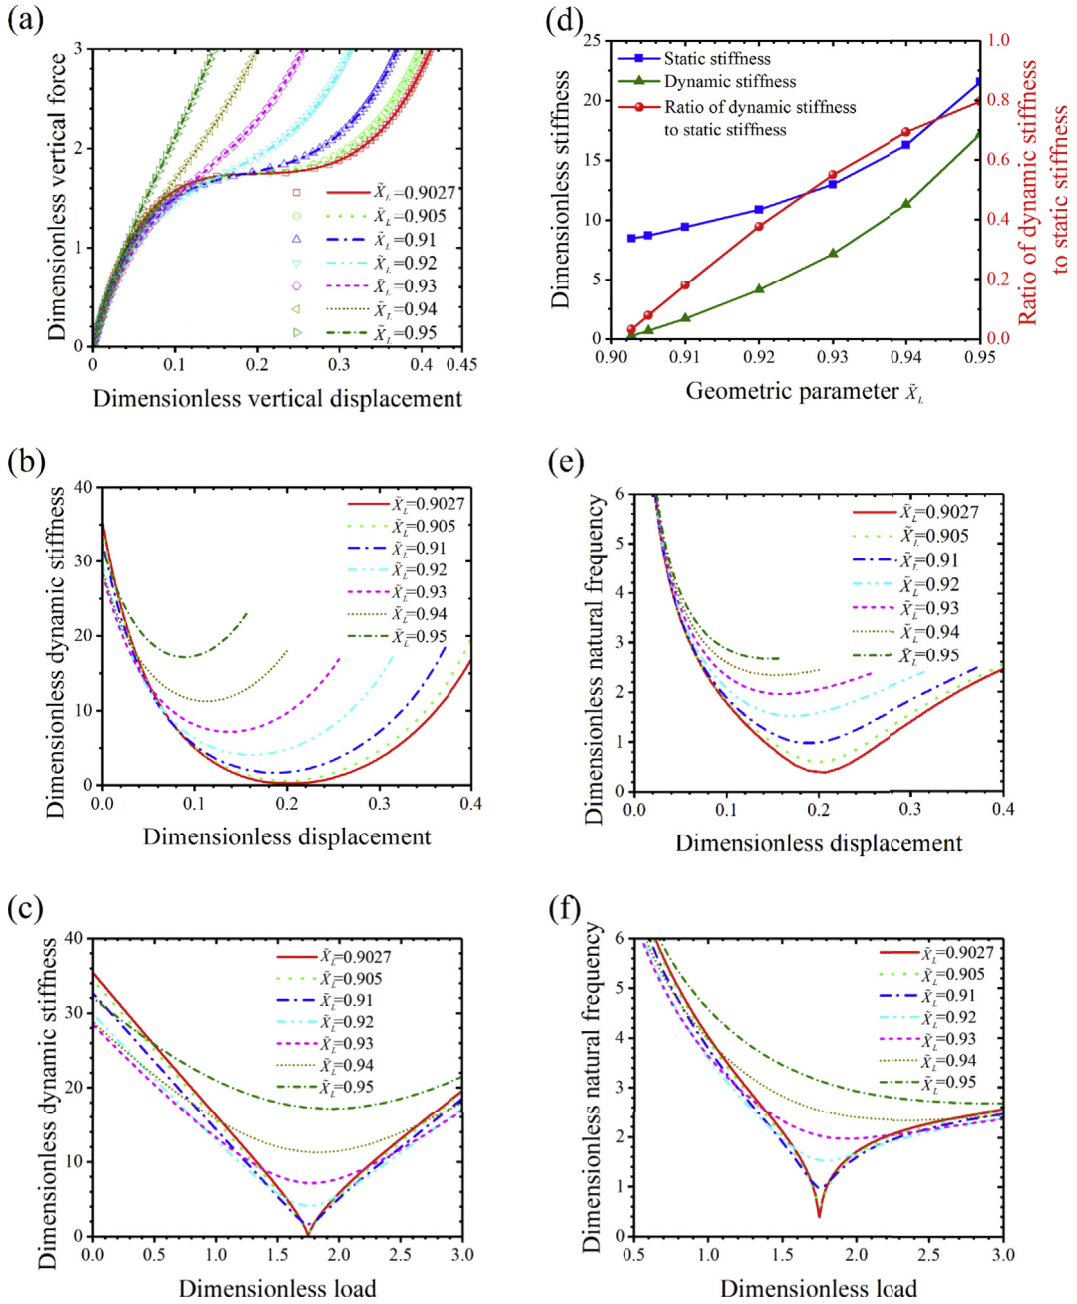 (a)
Dimensionless vertical force
3
2
1
0
X̃L=0.9027
X̃L=0.905
X̃L=0.91
X̃L=0.92
X̃L=0.93
X̃L=0.94
X̃L=0.95
0 0.1 0.2 0.3 0.4 0.45
Dimensionless vertical displacement
(d)
Dimensionless stiffness
25
20
15
10
5
0
Static stiffness
Dynamic stiffness
Ratio of dynamic stiffness
to static stiffness
1.0
0.8
0.6
0.4
0.2
0.0
Ratio of dynamic stiffness
to static stiffness
0.90 0.91 0.92 0.93 0.94 0.95
Geometric parameter X̃L
(b)
Dimensionless dynamic stiffness
40
30
20
10
0
X̃L=0.9027
X̃L=0.905
X̃L=0.91
X̃L=0.92
X̃L=0.93
X̃L=0.94
X̃L=0.95
0.0 0.1 0.2 0.3 0.4
Dimensionless displacement
(e)
Dimensionless natural frequency
6
5
4
3
2
1
0
X̃L=0.9027
X̃L=0.905
X̃L=0.91
X̃L=0.92
X̃L=0.93
X̃L=0.94
X̃L=0.95
0.0 0.1 0.2 0.3 0.4
Dimensionless displacement
(c)
Dimensionless dynamic stiffness
40
30
20
10
0
X̃L=0.9027
X̃L=0.905
X̃L=0.91
X̃L=0.92
X̃L=0.93
X̃L=0.94
X̃L=0.95
0.0 0.5 1.0 1.5 2.0 2.5 3.0
Dimensionless load
(f)
Dimensionless natural frequency
6
5
4
3
2
1
0
X̃L=0.9027
X̃L=0.905
X̃L=0.91
X̃L=0.92
X̃L=0.93
X̃L=0.94
X̃L=0.95
0.5 1.0 1.5 2.0 2.5 3.0
Dimensionless load